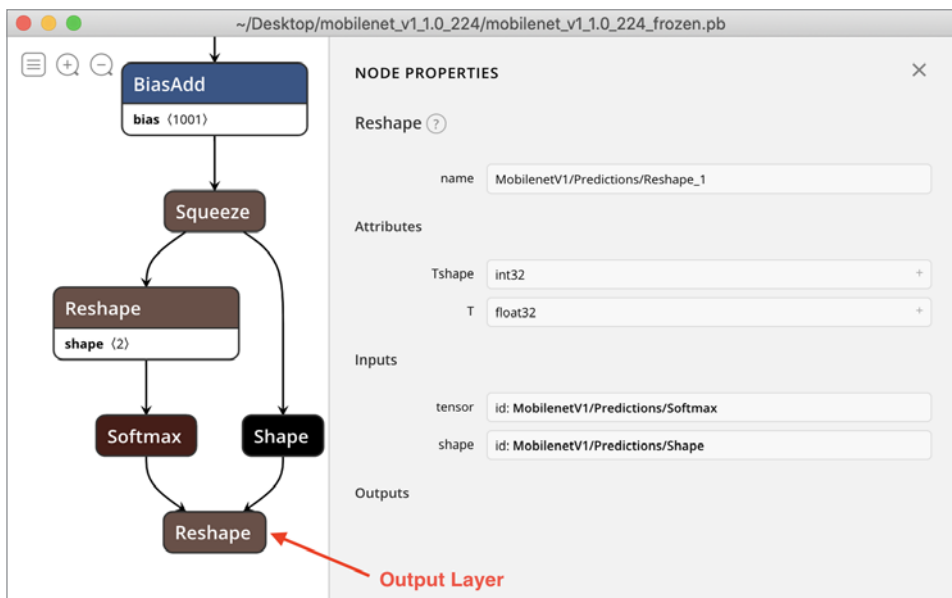 ~/Desktop/mobilenet_v1_1.0_224/mobilenet_v1_1.0_224_frozen.pb
BiasAdd
bias ⟨1001⟩
Squeeze
Reshape
shape ⟨2⟩
Softmax
Shape
Reshape
Output Layer
NODE PROPERTIES
Reshape ?
name MobilenetV1/Predictions/Reshape_1
Attributes
Tshape int32 +
T float32 +
Inputs
tensor id: MobilenetV1/Predictions/Softmax
shape id: MobilenetV1/Predictions/Shape
Outputs